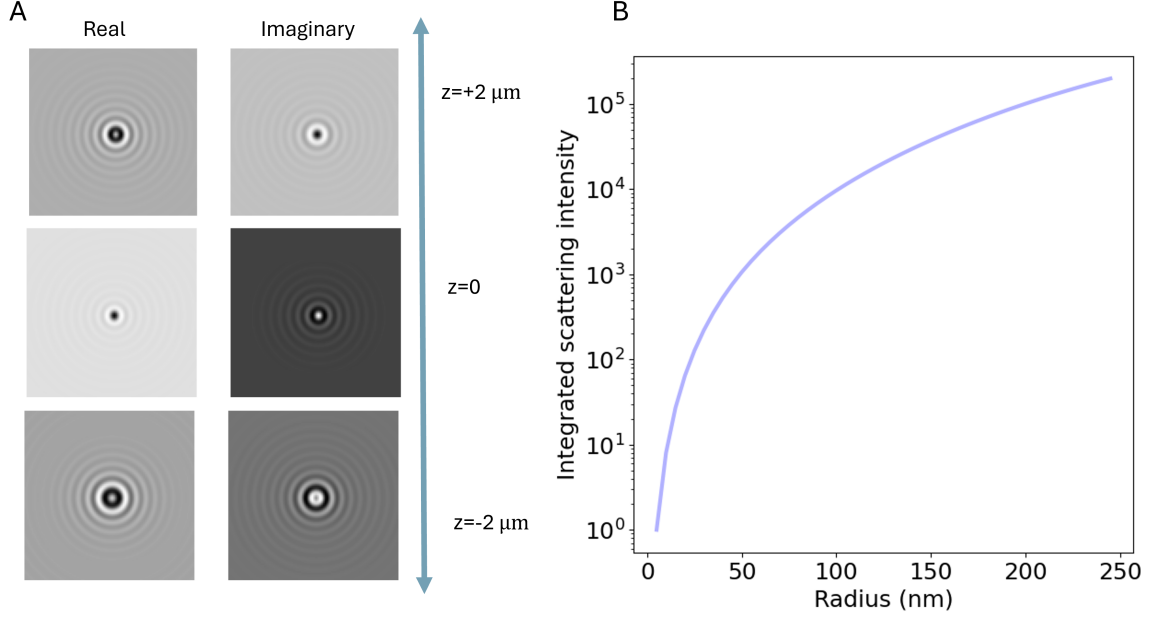 A
Real
Imaginary
z=+2 μm
z=0
z=-2 μm
B
Integrated scattering intensity
10⁵
10⁴
10³
10²
10¹
10⁰
0 50 100 150 200 250
Radius (nm)